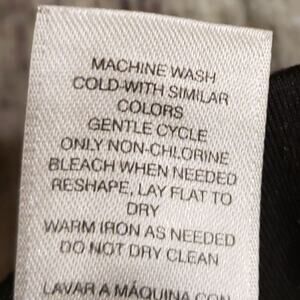 MACHINE WASH
COLD-WITH SIMILAR
COLORS
GENTLE CYCLE
ONLY NON-CHLORINE
BLEACH WHEN NEEDED
RESHAPE, LAY FLAT TO
DRY
WARM IRON AS NEEDED
DO NOT DRY CLEAN
LAVAR A MÁQUINA CON